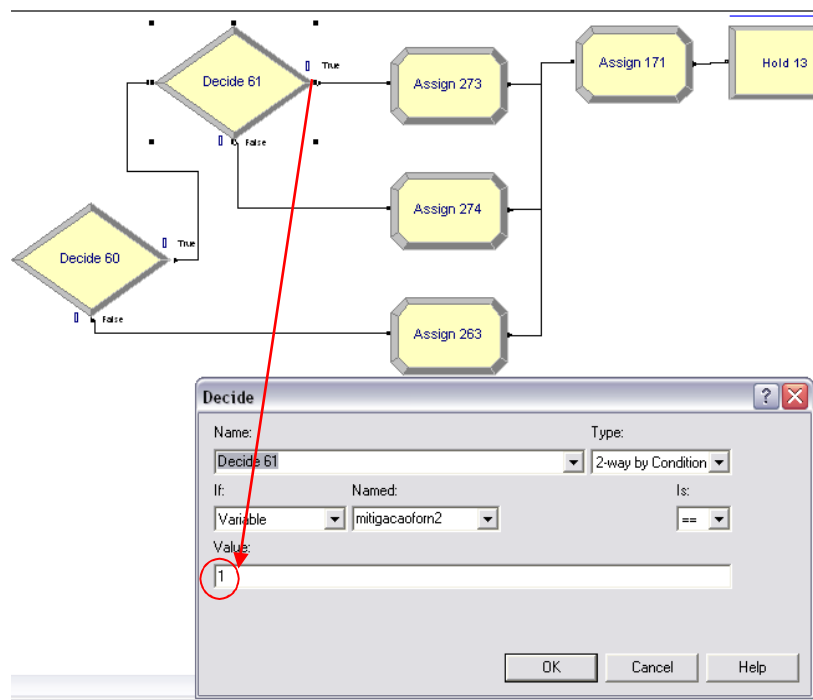 Decide 61
True
False
Assign 273
Assign 171
Hold 13
Assign 274
Decide 60
True
False
Assign 263
Decide
?
Name:
Type:
Decide 61
2-way by Condition
If:
Named:
Is:
Variable
mitigacaoforn2
==
Value:
1
OK
Cancel
Help